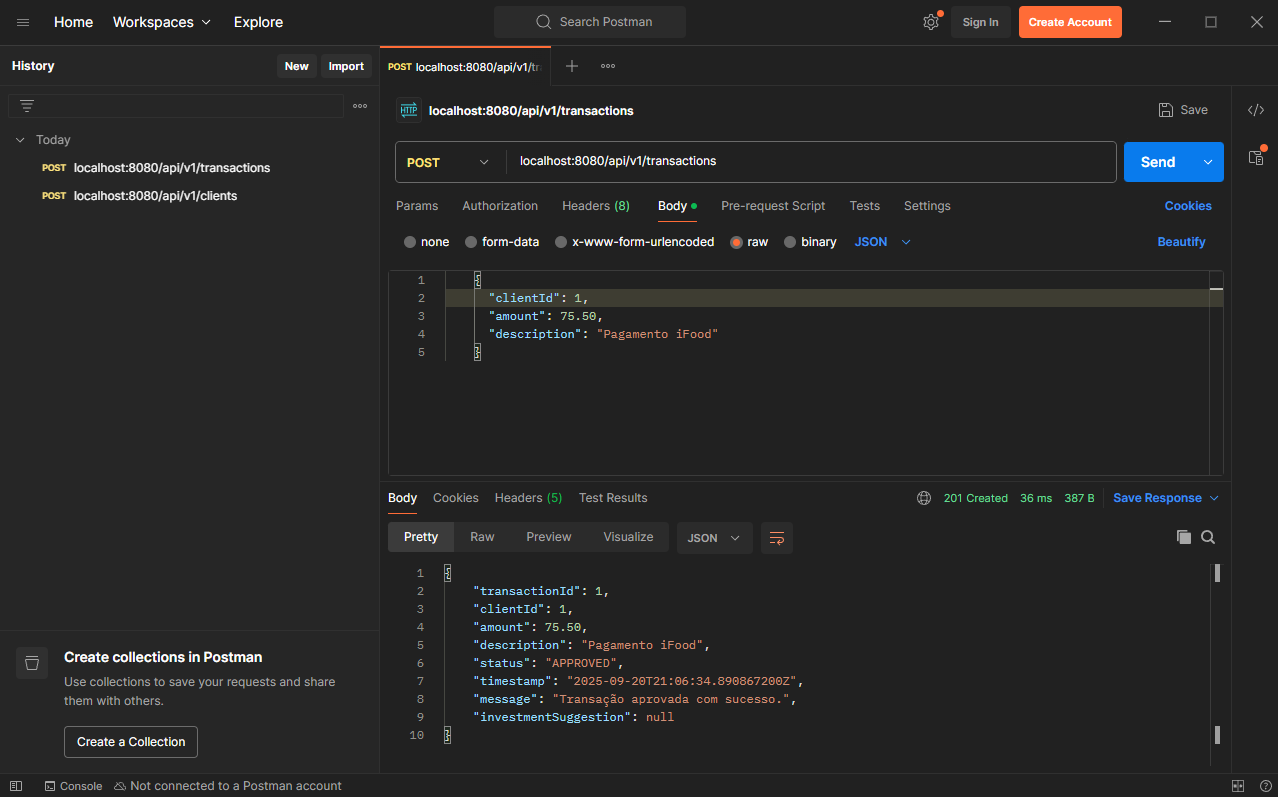 Home Workspaces Explore Search Postman Sign In Create Account
History New Import
POST localhost:8080/api/v1/tr
HTTP localhost:8080/api/v1/transactions Save
Today
POST localhost:8080/api/v1/transactions
POST localhost:8080/api/v1/clients
POST localhost:8080/api/v1/transactions Send
Params Authorization Headers (8) Body Pre-request Script Tests Settings Cookies
none form-data x-www-form-urlencoded raw binary JSON Beautify
1 {
2 "clientId": 1,
3 "amount": 75.50,
4 "description": "Pagamento iFood"
5 }
Body Cookies Headers (5) Test Results 201 Created 36 ms 387 B Save Response
Pretty Raw Preview Visualize JSON
1 {
2 "transactionId": 1,
3 "clientId": 1,
4 "amount": 75.50,
5 "description": "Pagamento iFood",
6 "status": "APPROVED",
7 "timestamp": "2025-09-20T21:06:34.890867200Z",
8 "message": "Transação aprovada com sucesso.",
9 "investmentSuggestion": null
10 }
Create collections in Postman
Use collections to save your requests and share
them with others.
Create a Collection
Console Not connected to a Postman account